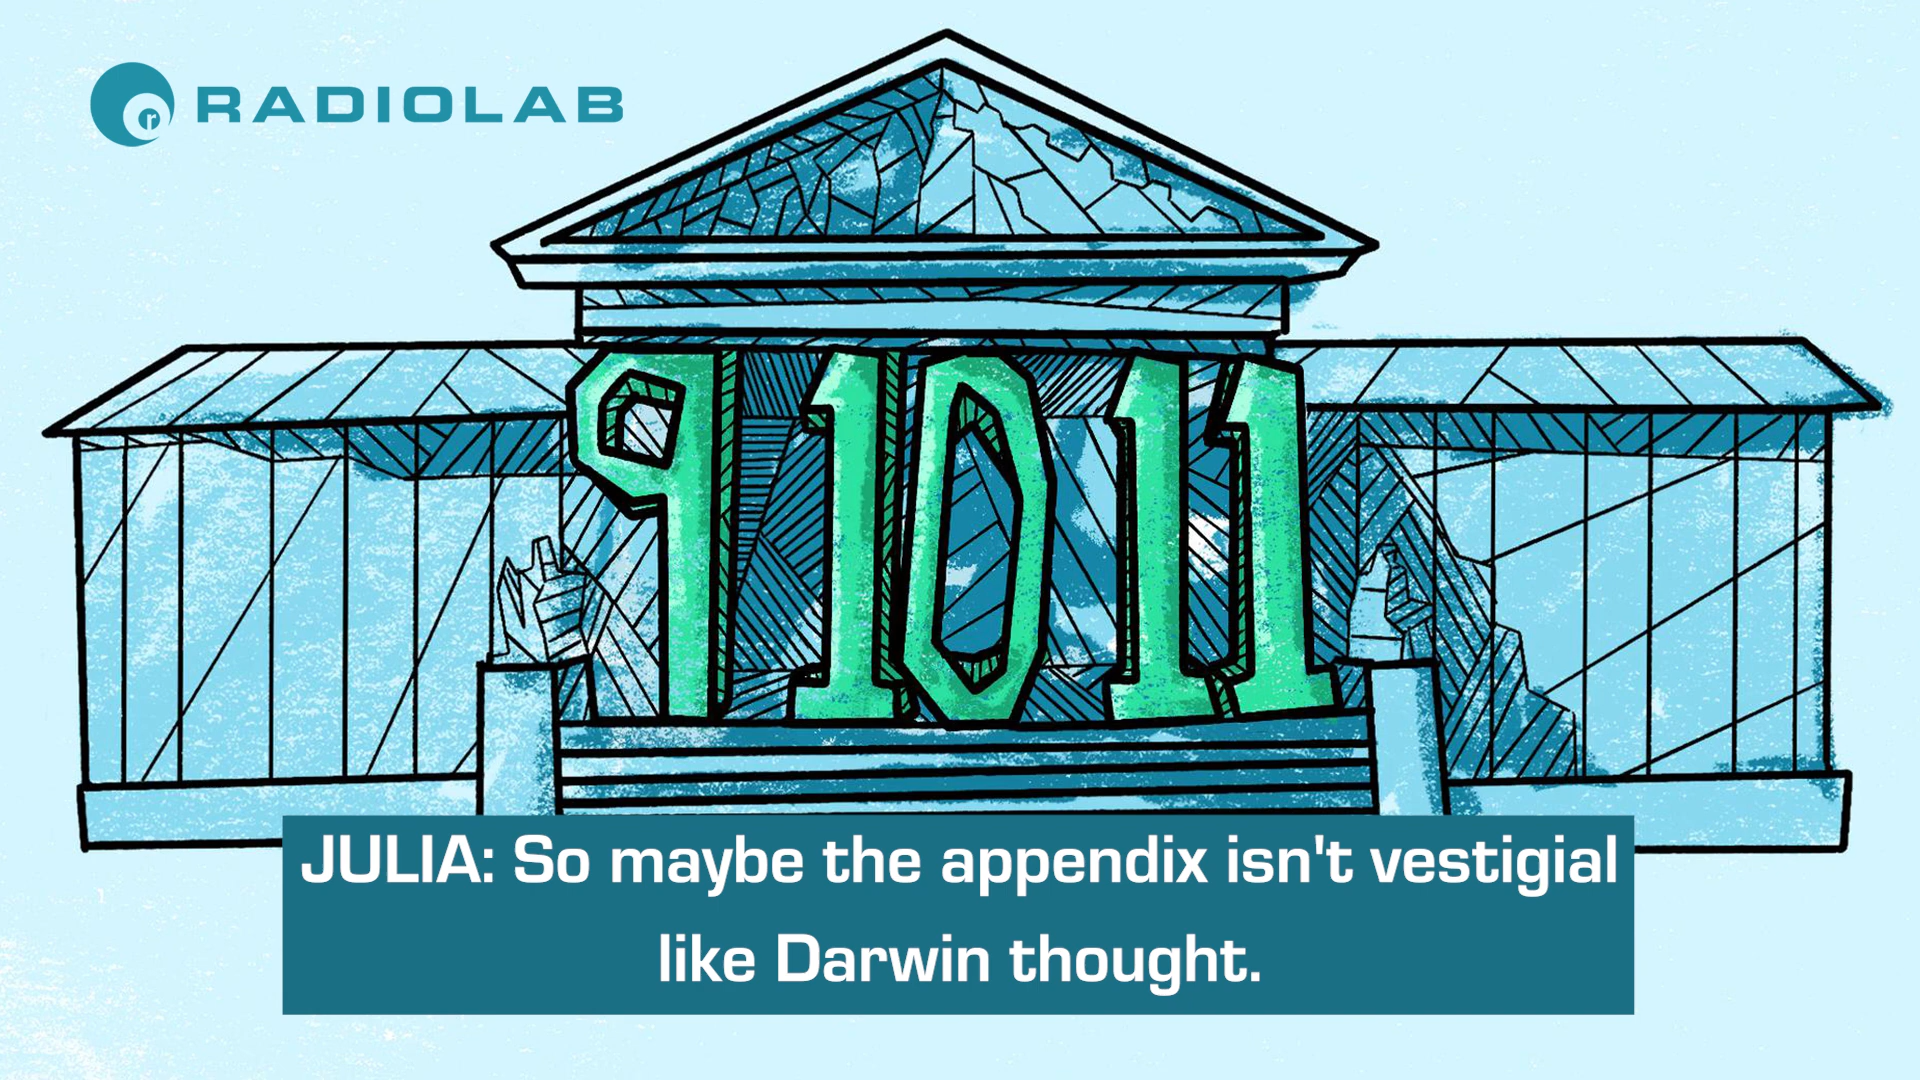 RADIOLAB
9 10 11
JULIA: So maybe the appendix isn't vestigial
like Darwin thought.